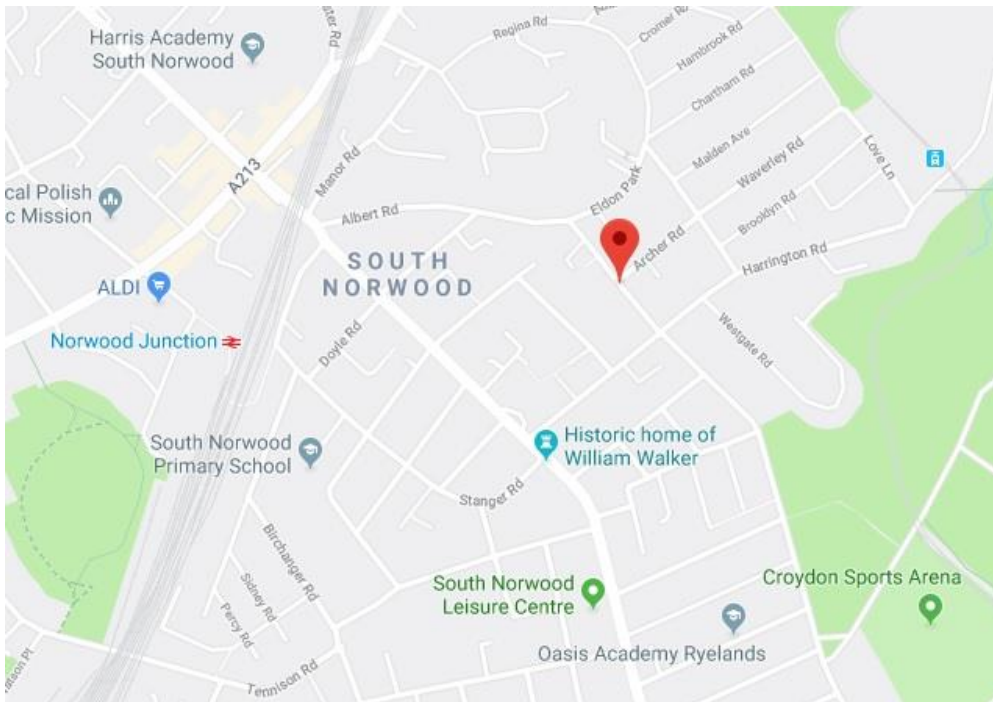 Regina Rd
Cromer Rd
Hambrook Rd
Harris Academy
South Norwood
Chartham Rd
A213
Manor Rd
Malden Ave
Waverley Rd
Love Ln
cal Polish
c Mission
Albert Rd
Eldon Park
Brooklyn Rd
Archer Rd
Harrington Rd
SOUTH
NORWOOD
ALDI
Norwood Junction
Doyle Rd
Westgate Rd
South Norwood
Primary School
Historic home of
William Walker
Stanger Rd
Birchanger Rd
Sidney Rd
Percy Rd
South Norwood
Leisure Centre
Croydon Sports Arena
Oasis Academy Ryelands
Tennison Rd